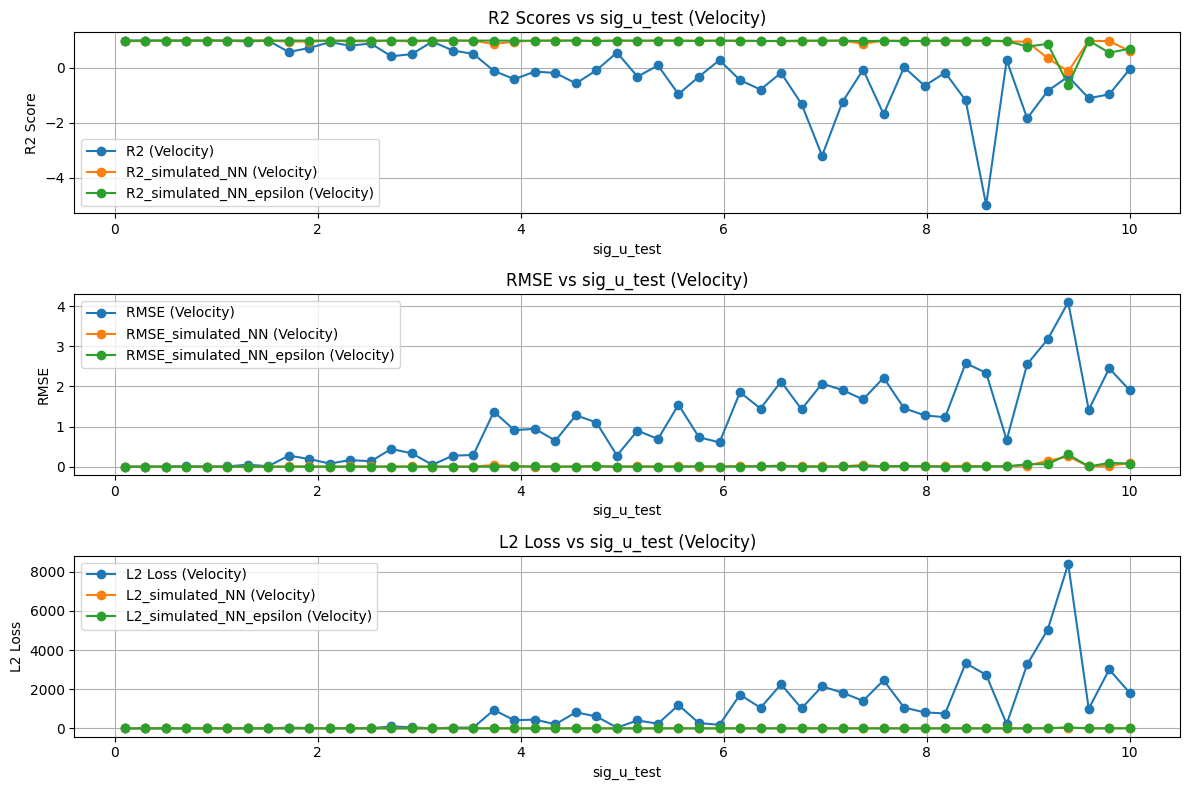 R2 Scores vs sig_u_test (Velocity)
R2 Score
0
−2
−4
R2 (Velocity)
R2_simulated_NN (Velocity)
R2_simulated_NN_epsilon (Velocity)
0 2 4 6 8 10
sig_u_test
RMSE vs sig_u_test (Velocity)
RMSE
4
3
2
1
0
RMSE (Velocity)
RMSE_simulated_NN (Velocity)
RMSE_simulated_NN_epsilon (Velocity)
0 2 4 6 8 10
sig_u_test
L2 Loss vs sig_u_test (Velocity)
L2 Loss
8000
6000
4000
2000
0
L2 Loss (Velocity)
L2_simulated_NN (Velocity)
L2_simulated_NN_epsilon (Velocity)
0 2 4 6 8 10
sig_u_test